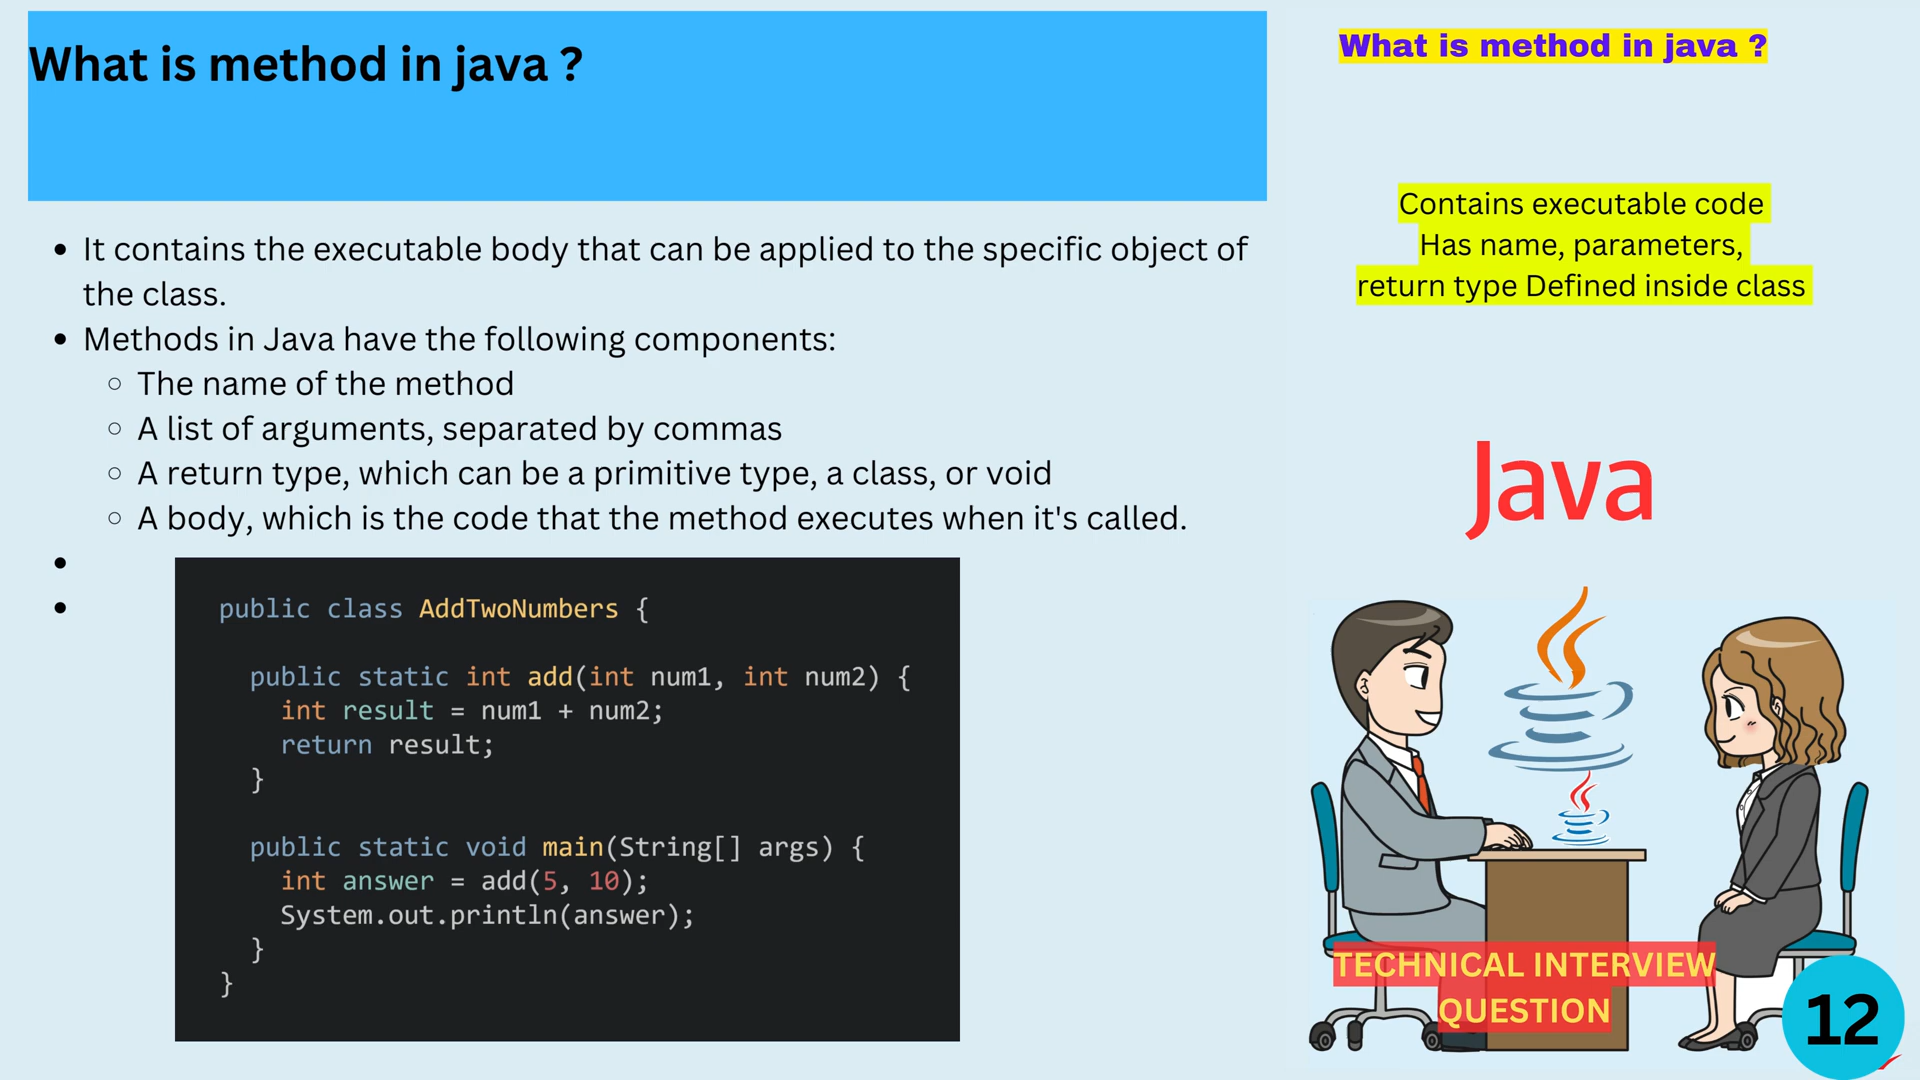 What is method in java ?
It contains the executable body that can be applied to the specific object of
the class.
Methods in Java have the following components:
The name of the method
A list of arguments, separated by commas
A return type, which can be a primitive type, a class, or void
A body, which is the code that the method executes when it's called.
public class AddTwoNumbers {
public static int add(int num1, int num2) {
int result = num1 + num2;
return result;
}
public static void main(String[] args) {
int answer = add(5, 10);
System.out.println(answer);
}
}
What is method in java ?
Contains executable code
Has name, parameters,
return type Defined inside class
Java
TECHNICAL INTERVIEW
QUESTION
12